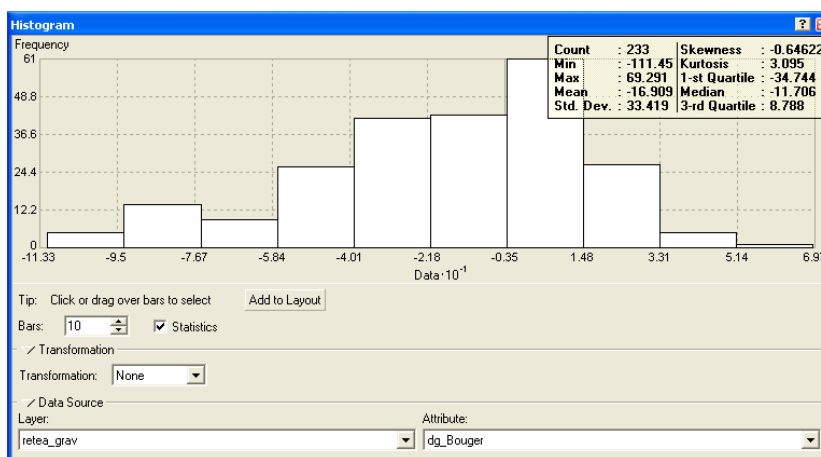 Histogram
Frequency
Count : 233 Skewness : -0.64622
Min : -111.45 Kurtosis : 3.095
Max : 69.291 1-st Quartile : -34.744
Mean : -16.909 Median : -11.706
Std. Dev. : 33.419 3-rd Quartile : 8.788
61
48.8
36.6
24.4
12.2
0
-11.33 -9.5 -7.67 -5.84 -4.01 -2.18 -0.35 1.48 3.31 5.14 6.97
Data·10⁻¹
Tip: Click or drag over bars to select Add to Layout
Bars: 10 Statistics
Transformation
Transformation: None
Data Source
Layer: Attribute:
retea_grav dg_Bouger